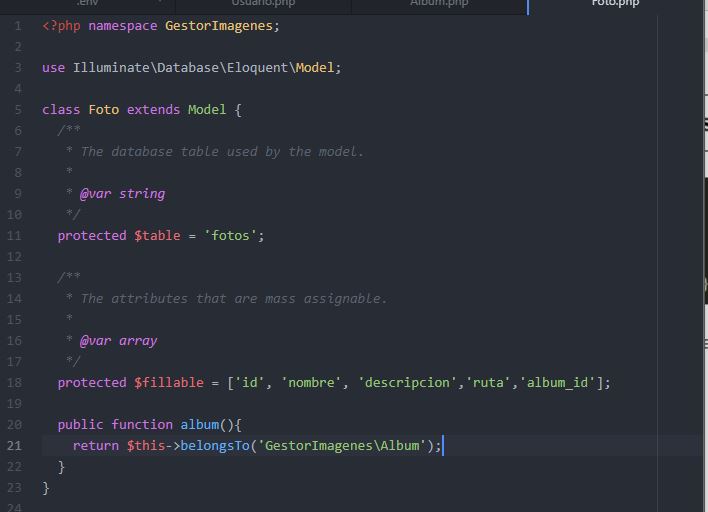 .env
Usuario.php
Album.php
Foto.php
1 <?php namespace GestorImagenes;
2
3 use Illuminate\Database\Eloquent\Model;
4
5 class Foto extends Model {
6 /**
7 * The database table used by the model.
8 *
9 * @var string
10 */
11 protected $table = 'fotos';
12
13 /**
14 * The attributes that are mass assignable.
15 *
16 * @var array
17 */
18 protected $fillable = ['id', 'nombre', 'descripcion','ruta','album_id'];
19
20 public function album(){
21 return $this->belongsTo('GestorImagenes\Album');
22 }
23 }
24